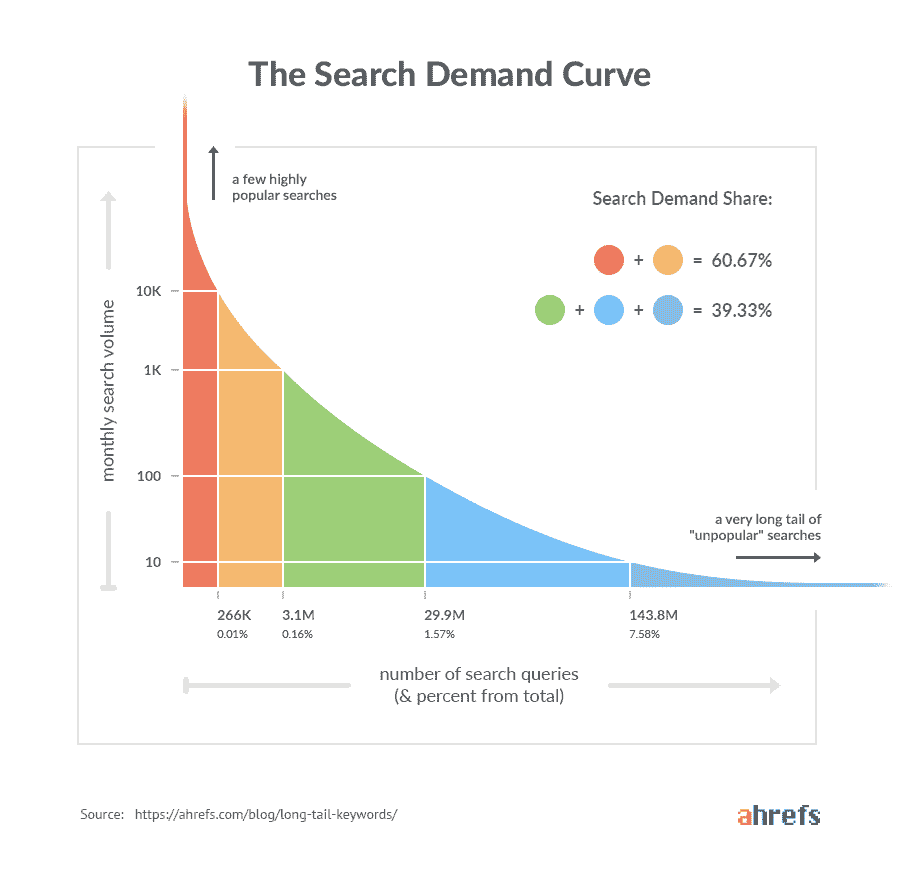 The Search Demand Curve
a few highly
popular searches
Search Demand Share:
+ = 60.67%
+ + = 39.33%
monthly search volume
10K
1K
100
10
a very long tail of
"unpopular" searches
266K 3.1M 29.9M 143.8M
0.01% 0.16% 1.57% 7.58%
number of search queries
(& percent from total)
Source: https://ahrefs.com/blog/long-tail-keywords/
ahrefs